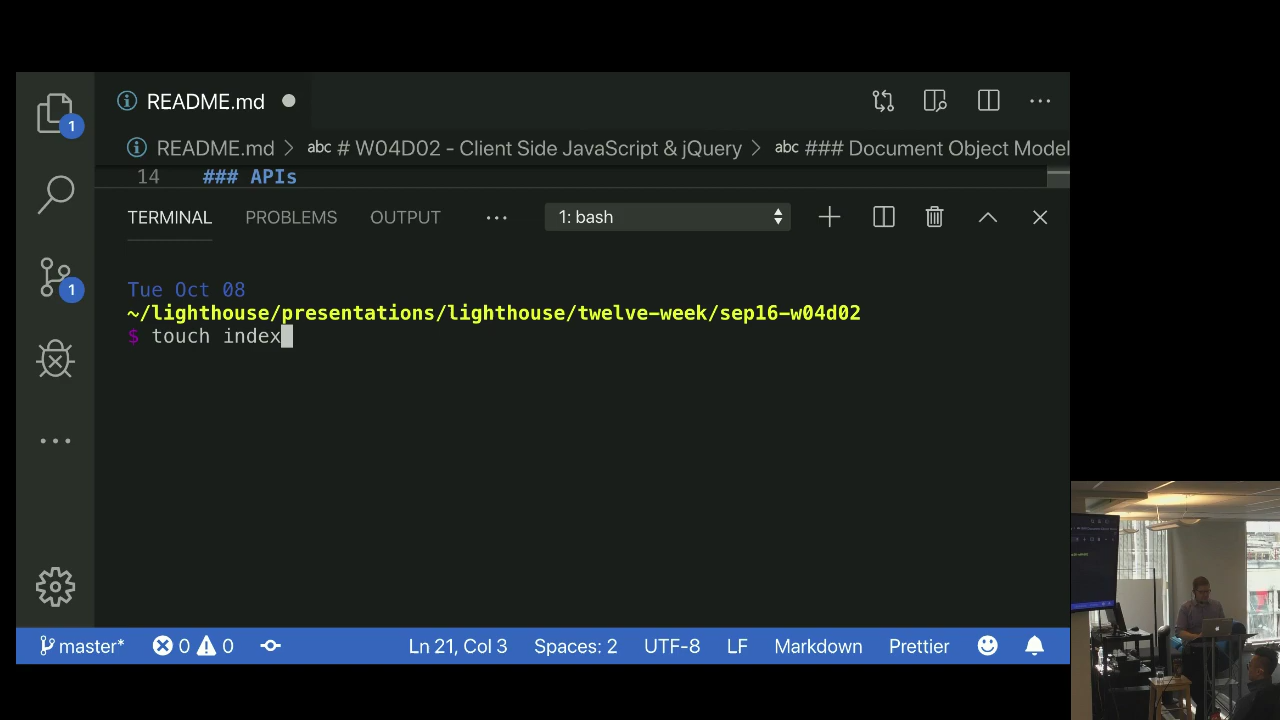 README.md
1
README.md > abc # W04D02 - Client Side JavaScript & jQuery > abc ### Document Object Model
14 ### APIs
TERMINAL PROBLEMS OUTPUT ··· 1: bash
Tue Oct 08
~/lighthouse/presentations/lighthouse/twelve-week/sep16-w04d02
1
$ touch index
master* 0 0 Ln 21, Col 3 Spaces: 2 UTF-8 LF Markdown Prettier